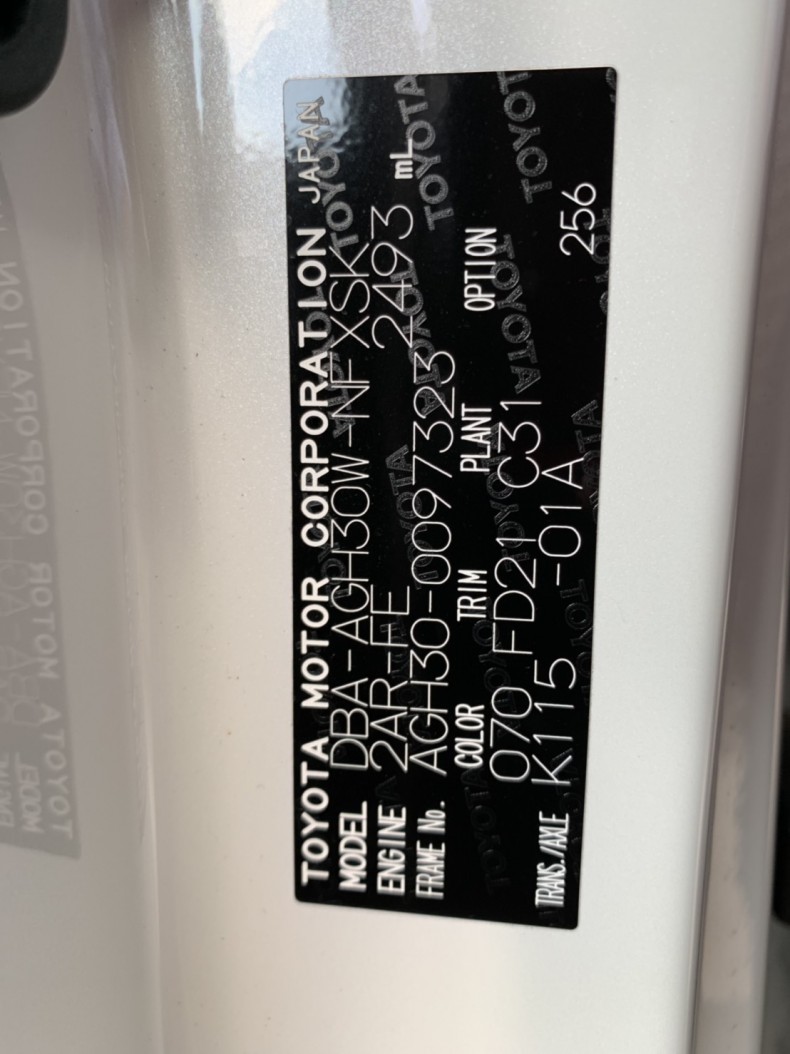 TOYOTA MOTOR CORPORATION JAPAN
MODEL DBA-AGH30W-NFXSK
ENGINE 2AR-FE 2493 mL
FRAME No. AGH30-0097323
COLOR TRIM PLANT OPTION
070 FD21 C31
TRANS./AXLE K115 -01A 256